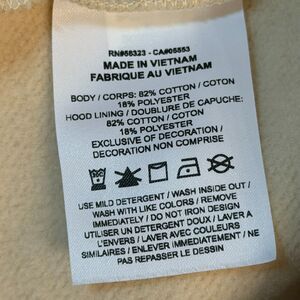 RN#56323 - CA#05553
MADE IN VIETNAM
FABRIQUE AU VIETNAM
BODY / CORPS: 82% COTTON / COTON
18% POLYESTER
HOOD LINING / DOUBLURE DE CAPUCHE:
82% COTTON / COTON
18% POLYESTER
EXCLUSIVE OF DECORATION /
DECORATION NON COMPRISE
USE MILD DETERGENT / WASH INSIDE OUT /
WASH WITH LIKE COLORS / REMOVE
IMMEDIATELY / DO NOT IRON DESIGN
UTILISER UN DETERGENT DOUX / LAVER A
L'ENVERS / LAVER AVEC COULEURS
SIMILAIRES / ENLEVER IMMEDIATEMENT / NE
PAS REPASSER LE DESSIN